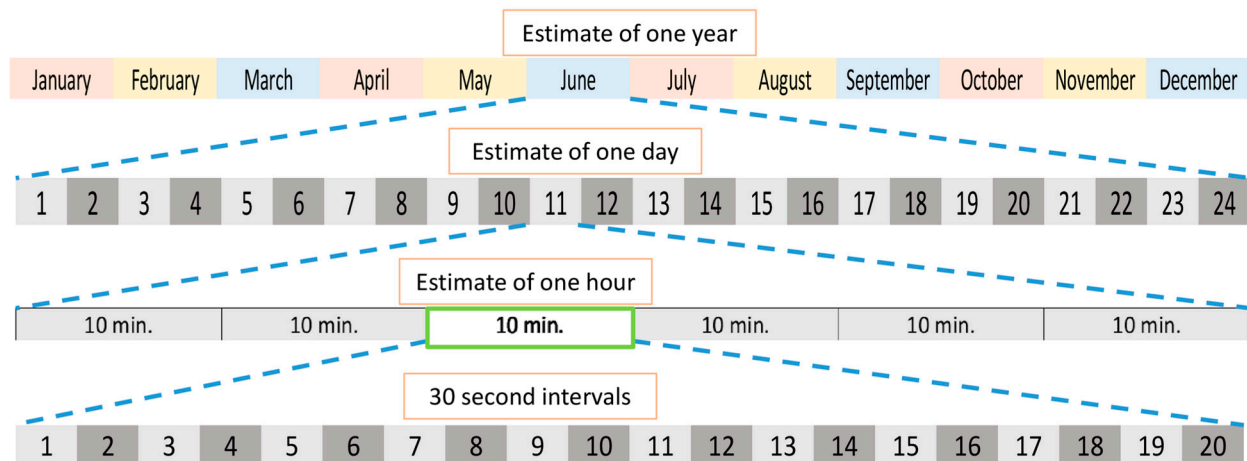 Estimate of one year
January February March April May June July August September October November December
Estimate of one day
1 2 3 4 5 6 7 8 9 10 11 12 13 14 15 16 17 18 19 20 21 22 23 24
Estimate of one hour
10 min. 10 min. 10 min. 10 min. 10 min. 10 min.
30 second intervals
1 2 3 4 5 6 7 8 9 10 11 12 13 14 15 16 17 18 19 20